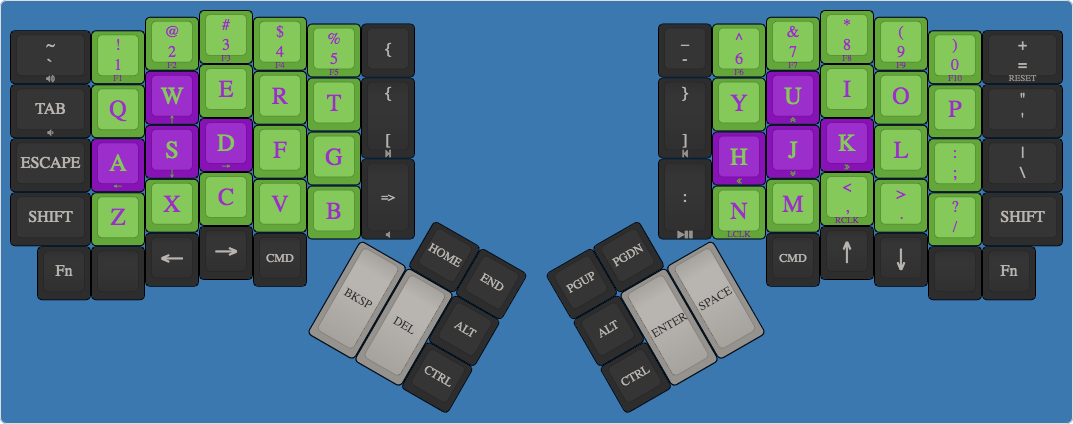 ~ ! @ # $ % {
` 1 2 3 4 5
F1 F2 F3 F4 F5
TAB Q W E R T {
[
↑
ESCAPE A S D F G
← ↓ →
SHIFT Z X C V B =>
Fn ← → CMD
HOME END
BKSP DEL ALT
CTRL
_ ^ & * ( ) +
- 6 7 8 9 0 =
F6 F7 F8 F9 F10 RESET
} Y U I O P "
] '
H J K L : |
; \
: N M < > ? SHIFT
, . /
LCLK RCLK
CMD ↑ ↓ Fn
PGUP PGDN
ALT ENTER SPACE
CTRL